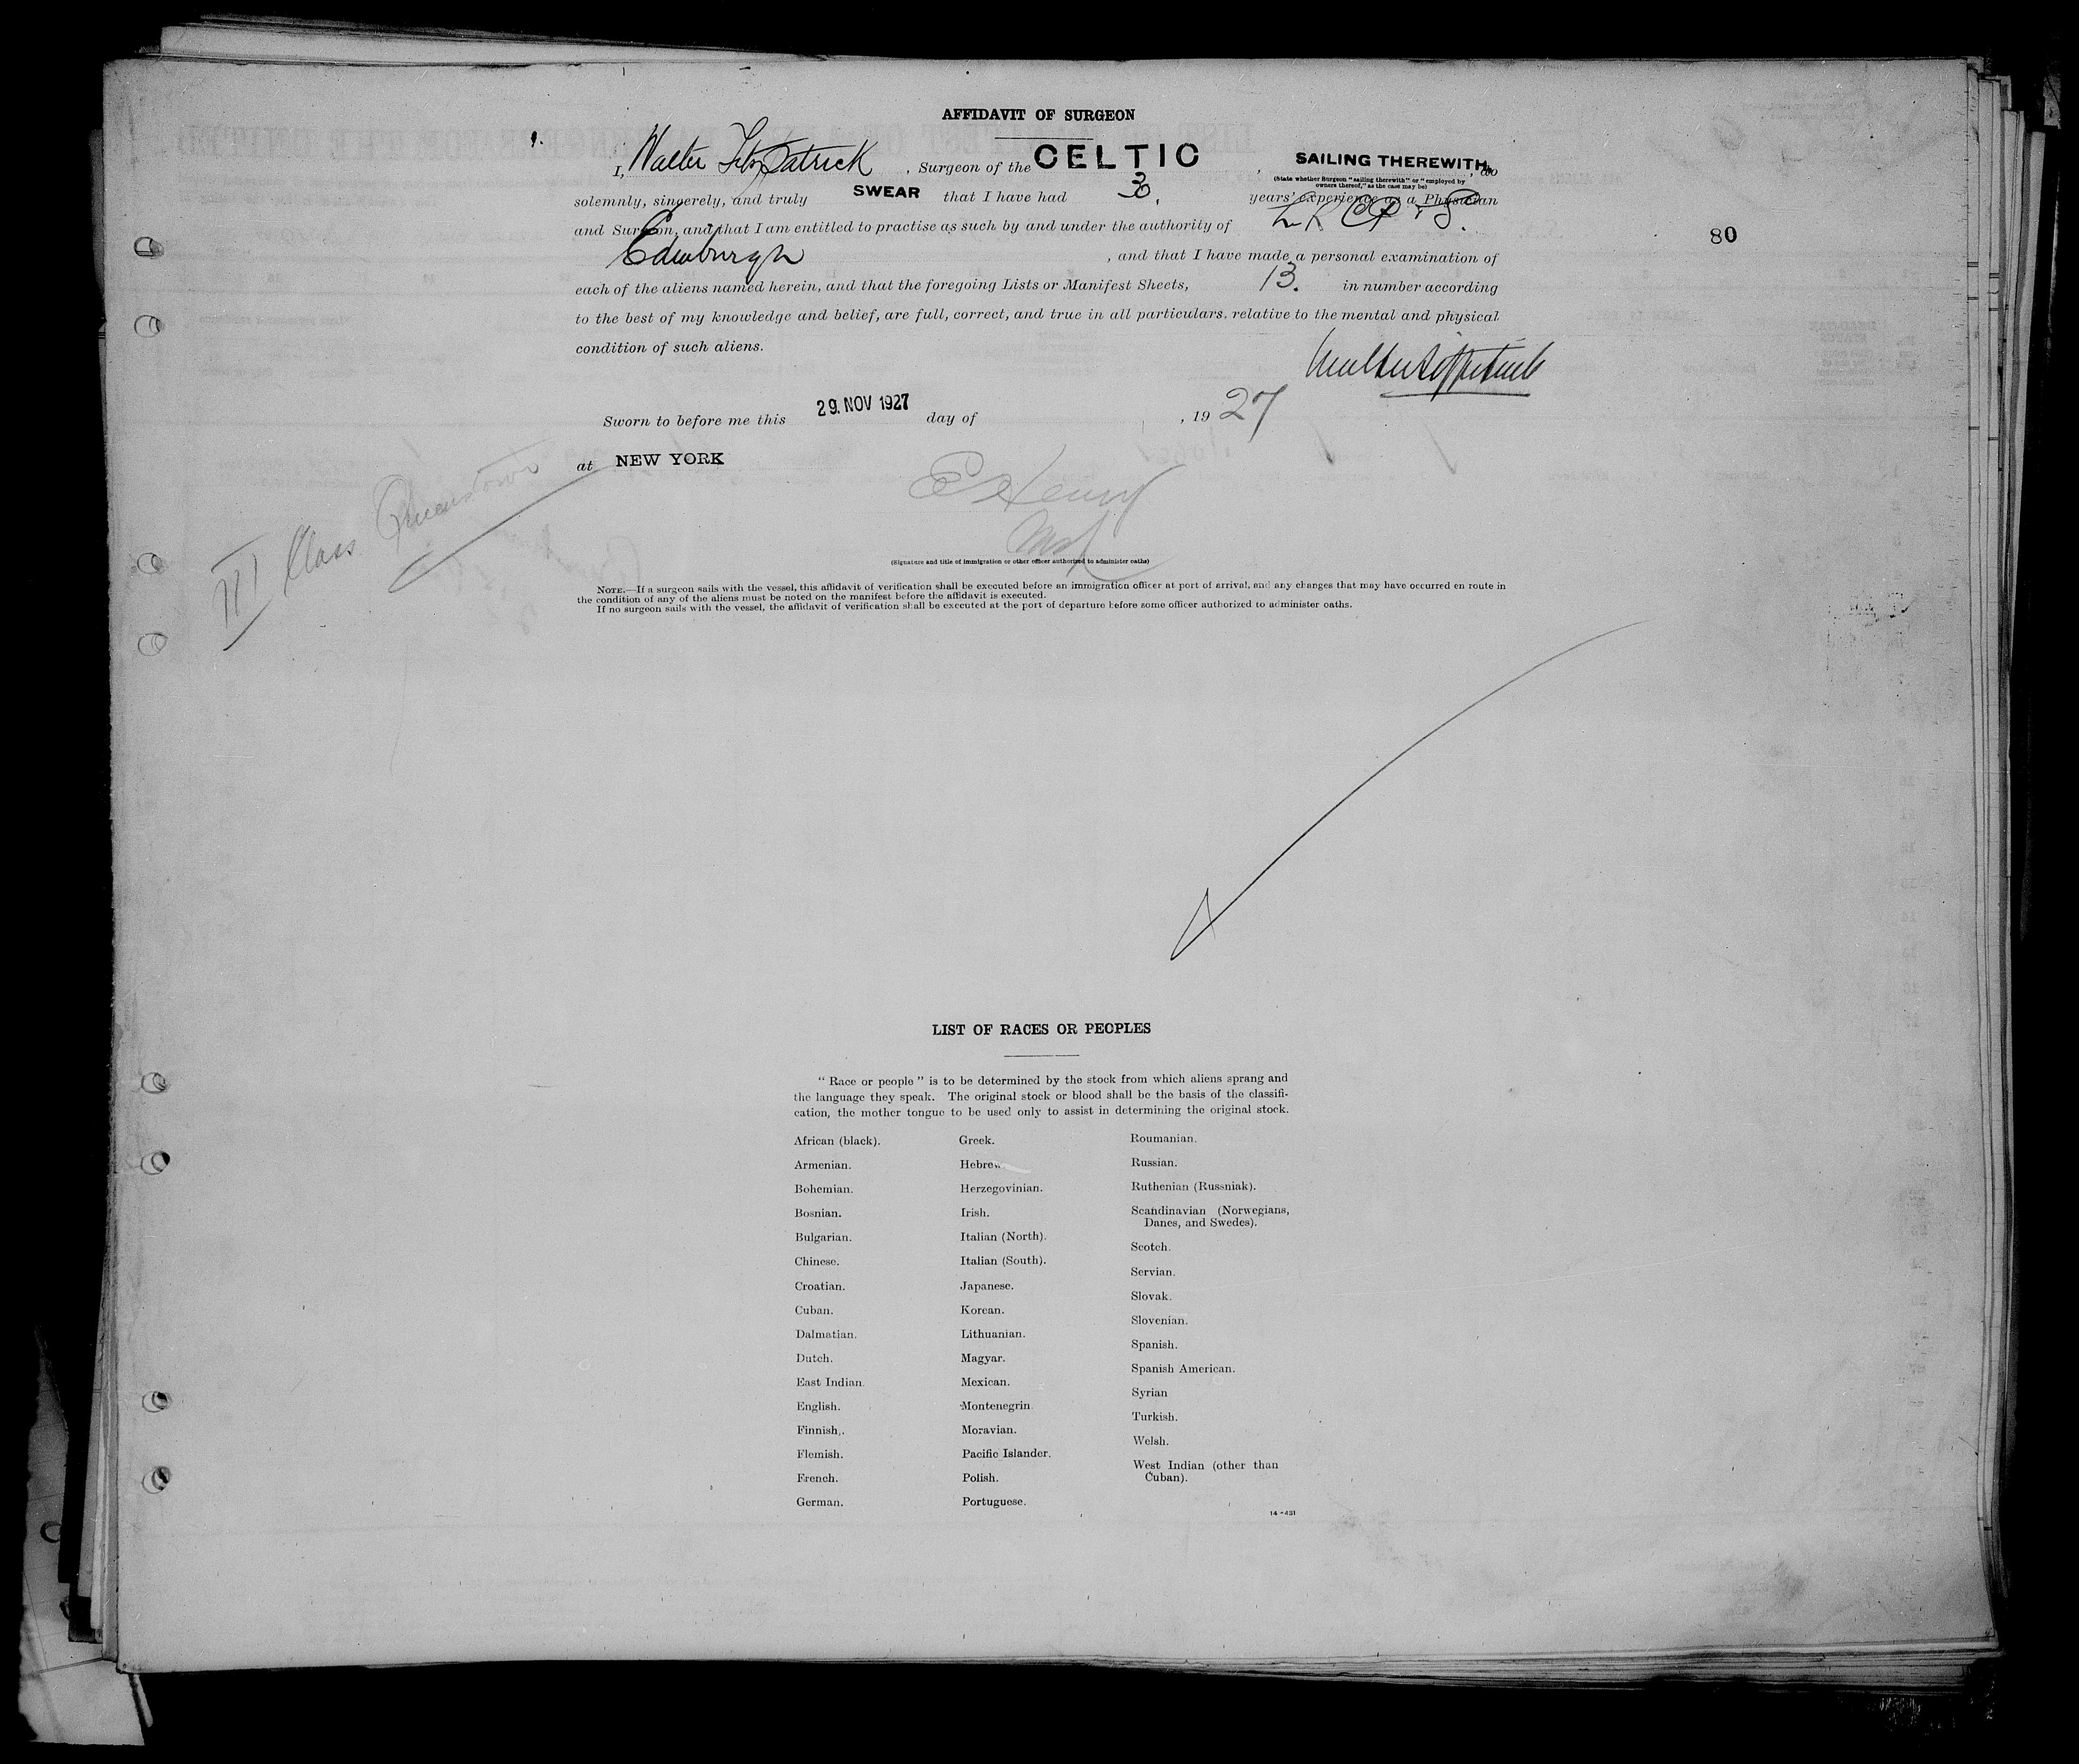 AFFIDAVIT OF SURGEON
I, Walter Fitzpatrick , Surgeon of the CELTIC , SAILING THEREWITH, do
(State whether Surgeon "sailing therewith" or "employed by
owners thereof," as the case may be)
solemnly, sincerely, and truly SWEAR that I have had 30. years' experience as a Physician
and Surgeon, and that I am entitled to practise as such by and under the authority of L R C P & S.
80
Edinburgh , and that I have made a personal examination of
each of the aliens named herein, and that the foregoing Lists or Manifest Sheets, 13. in number according
to the best of my knowledge and belief, are full, correct, and true in all particulars, relative to the mental and physical
condition of such aliens.
Walter Fitzpatrick
Sworn to before me this 29. NOV 1927 day of , 19 27
at NEW YORK
III Class Queenstown
E Henry
(Signature and title of immigration or other officer authorized to administer oaths)
NOTE.—If a surgeon sails with the vessel, this affidavit of verification shall be executed before an immigration officer at port of arrival, and any changes that may have occurred en route in
the condition of any of the aliens must be noted on the manifest before the affidavit is executed.
If no surgeon sails with the vessel, the affidavit of verification shall be executed at the port of departure before some officer authorized to administer oaths.
LIST OF RACES OR PEOPLES
"Race or people" is to be determined by the stock from which aliens sprang and
the language they speak. The original stock or blood shall be the basis of the classifi-
cation, the mother tongue to be used only to assist in determining the original stock.
African (black).
Armenian.
Bohemian.
Bosnian.
Bulgarian.
Chinese.
Croatian.
Cuban.
Dalmatian.
Dutch.
East Indian.
English.
Finnish.
Flemish.
French.
German.
Greek.
Hebrew.
Herzegovinian.
Irish.
Italian (North).
Italian (South).
Japanese.
Korean.
Lithuanian.
Magyar.
Mexican.
Montenegrin.
Moravian.
Pacific Islander.
Polish.
Portuguese.
Roumanian.
Russian.
Ruthenian (Russniak).
Scandinavian (Norwegians,
Danes, and Swedes).
Scotch.
Servian.
Slovak.
Slovenian.
Spanish.
Spanish American.
Syrian
Turkish.
Welsh.
West Indian (other than
Cuban).
14-431